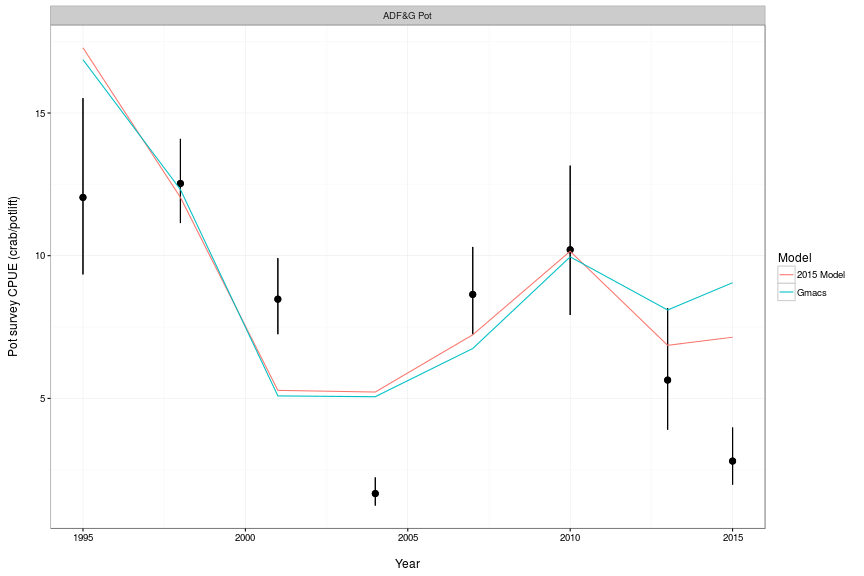 ADF&G Pot
Pot survey CPUE (crab/potlift)
15
10
5
1995 2000 2005 2010 2015
Year
Model
2015 Model
Gmacs